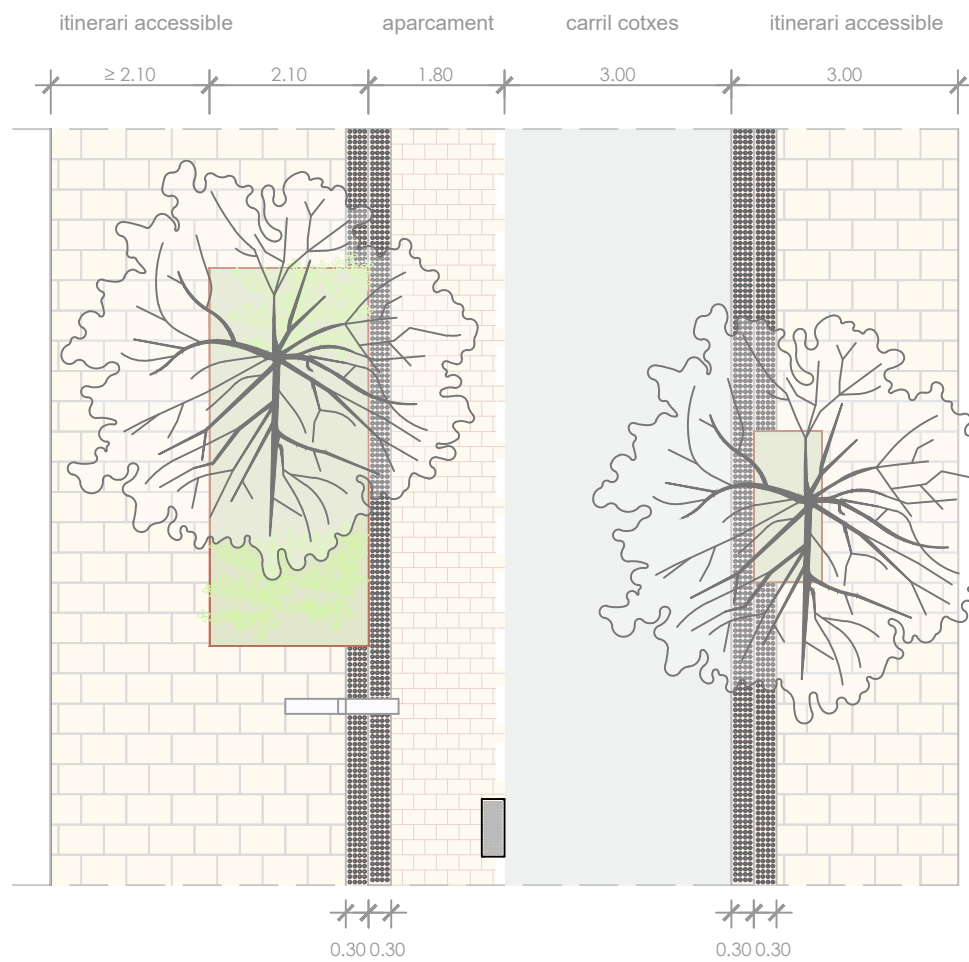 itinerari accessible aparcament carril cotxes itinerari accessible
≥ 2.10 2.10 1.80 3.00 3.00
0.30 0.30 0.30 0.30